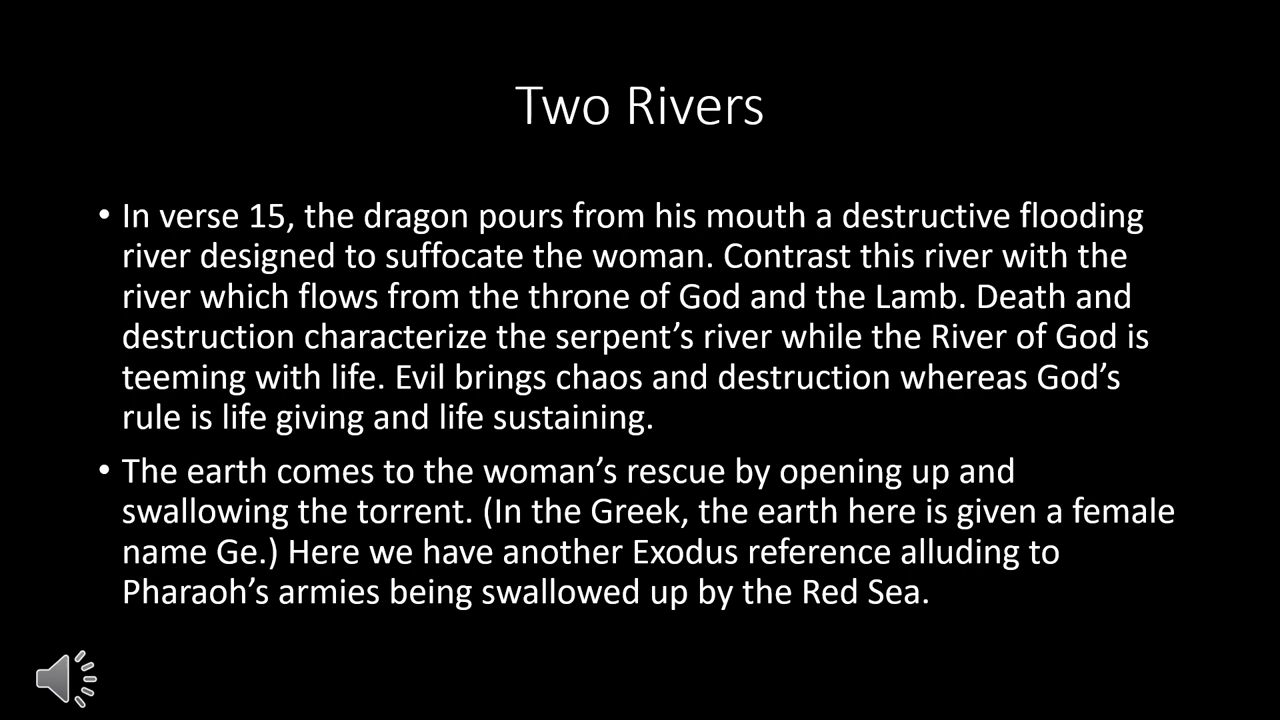 Two Rivers
• In verse 15, the dragon pours from his mouth a destructive flooding
river designed to suffocate the woman. Contrast this river with the
river which flows from the throne of God and the Lamb. Death and
destruction characterize the serpent’s river while the River of God is
teeming with life. Evil brings chaos and destruction whereas God’s
rule is life giving and life sustaining.
• The earth comes to the woman’s rescue by opening up and
swallowing the torrent. (In the Greek, the earth here is given a female
name Ge.) Here we have another Exodus reference alluding to
Pharaoh’s armies being swallowed up by the Red Sea.